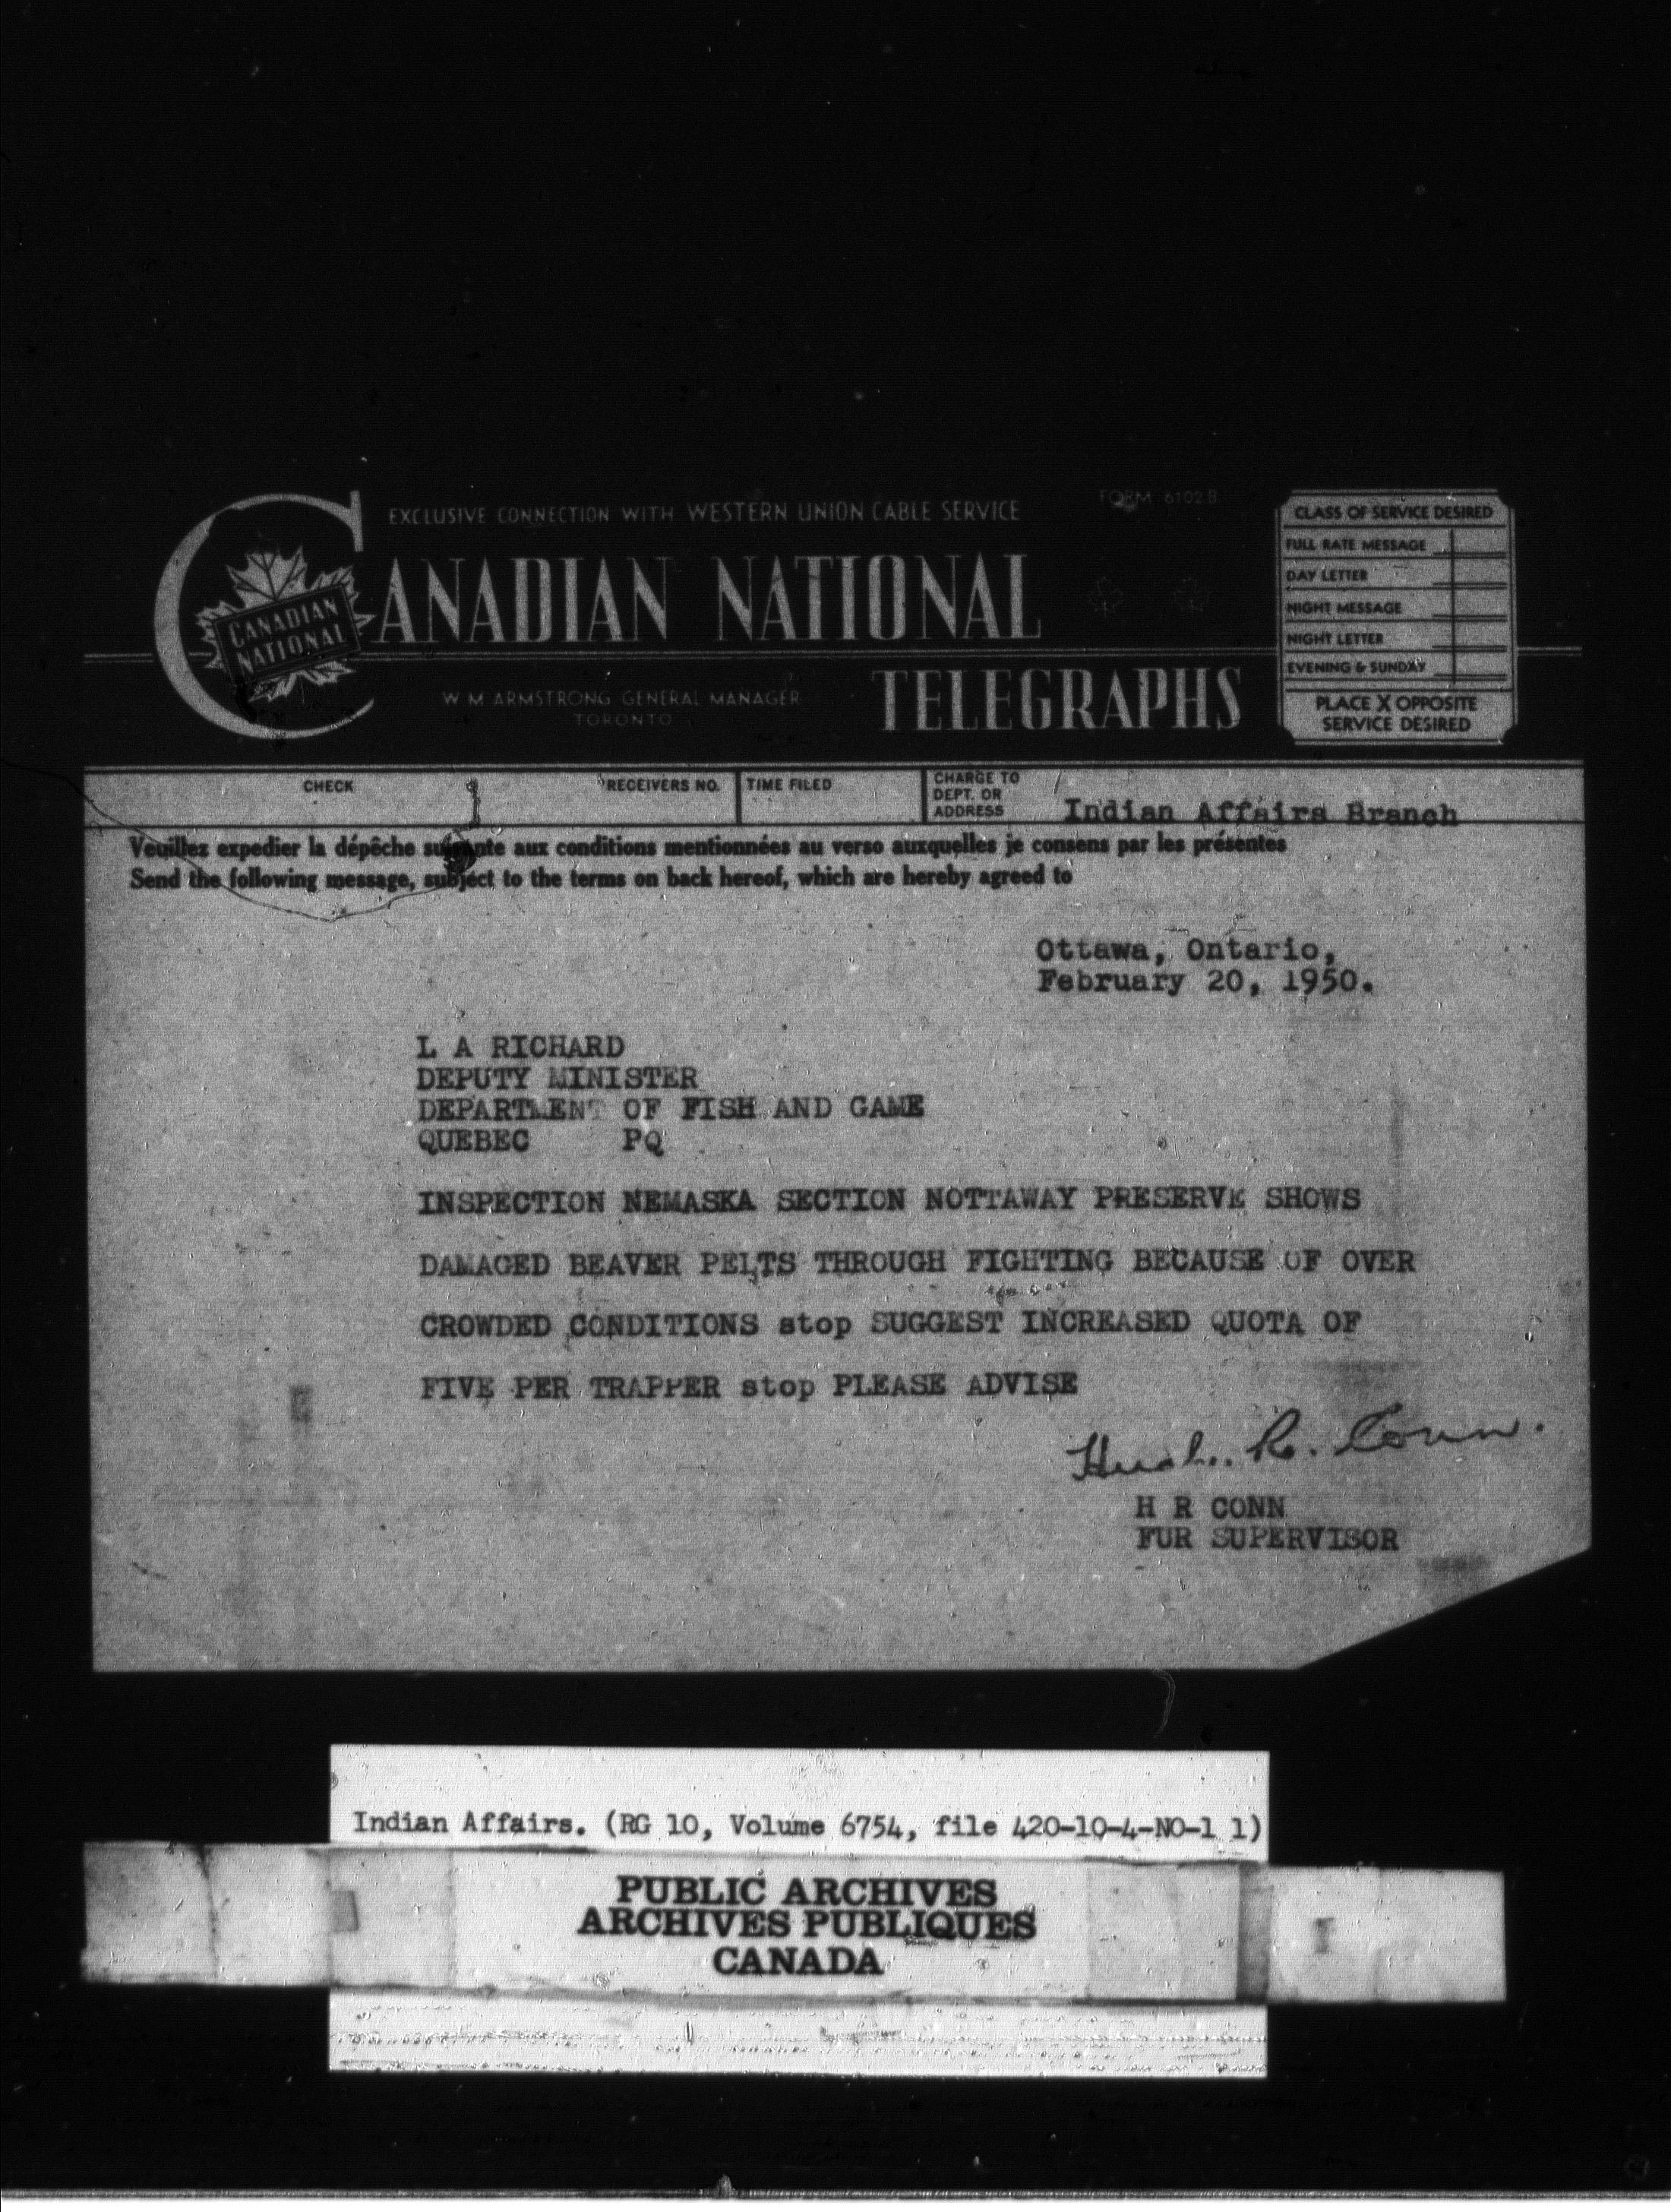 EXCLUSIVE CONNECTION WITH WESTERN UNION CABLE SERVICE
FORM 6102 B
CANADIAN NATIONAL
TELEGRAPHS
CANADIAN
NATIONAL
W M ARMSTRONG GENERAL MANAGER
TORONTO
CLASS OF SERVICE DESIRED
FULL RATE MESSAGE
DAY LETTER
NIGHT MESSAGE
NIGHT LETTER
EVENING & SUNDAY
PLACE X OPPOSITE
SERVICE DESIRED
CHECK
RECEIVERS NO.
TIME FILED
CHARGE TO
DEPT. OR
ADDRESS
Indian Affairs Branch
Veuillez expedier la dépêche suivante aux conditions mentionnées au verso auxquelles je consens par les présentes
Send the following message, subject to the terms on back hereof, which are hereby agreed to
Ottawa, Ontario,
February 20, 1950.
L A RICHARD
DEPUTY MINISTER
DEPARTMENT OF FISH AND GAME
QUEBEC PQ
INSPECTION NEMASKA SECTION NOTTAWAY PRESERVE SHOWS
DAMAGED BEAVER PELTS THROUGH FIGHTING BECAUSE OF OVER
CROWDED CONDITIONS stop SUGGEST INCREASED QUOTA OF
FIVE PER TRAPPER stop PLEASE ADVISE
Hugh. R. Conn.
H R CONN
FUR SUPERVISOR
Indian Affairs. (RG 10, Volume 6754, file 420-10-4-NO-1 1)
PUBLIC ARCHIVES
ARCHIVES PUBLIQUES
CANADA